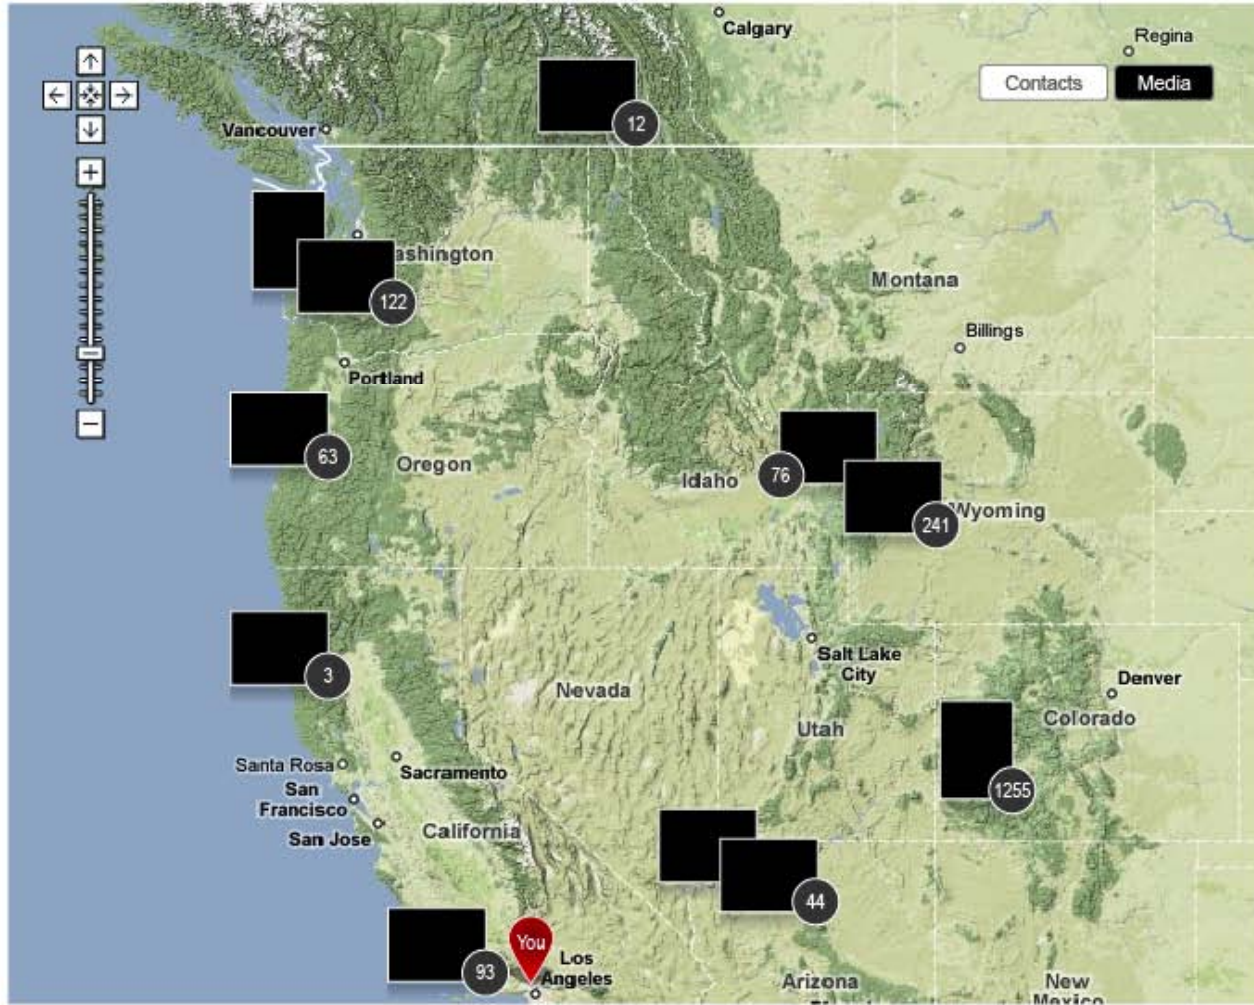 Calgary
Regina
Contacts
Media
12
Vancouver
ashington
122
Montana
Billings
Portland
63
Oregon
76
Idaho
241
Wyoming
3
Salt Lake
City
Nevada
Denver
Utah
Colorado
Santa Rosa
Sacramento
San
Francisco
1255
San Jose
California
44
You
93
Los
Angeles
Arizona
New
Mexico